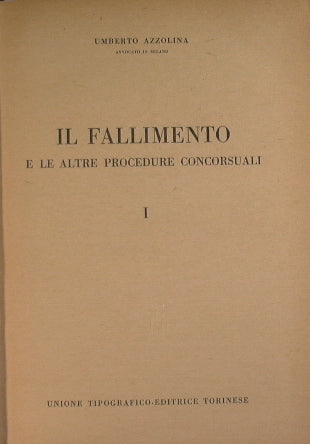 UMBERTO AZZOLINA
AVVOCATO IN MILANO
IL FALLIMENTO
E LE ALTRE PROCEDURE CONCORSUALI
I
UNIONE TIPOGRAFICO-EDITRICE TORINESE